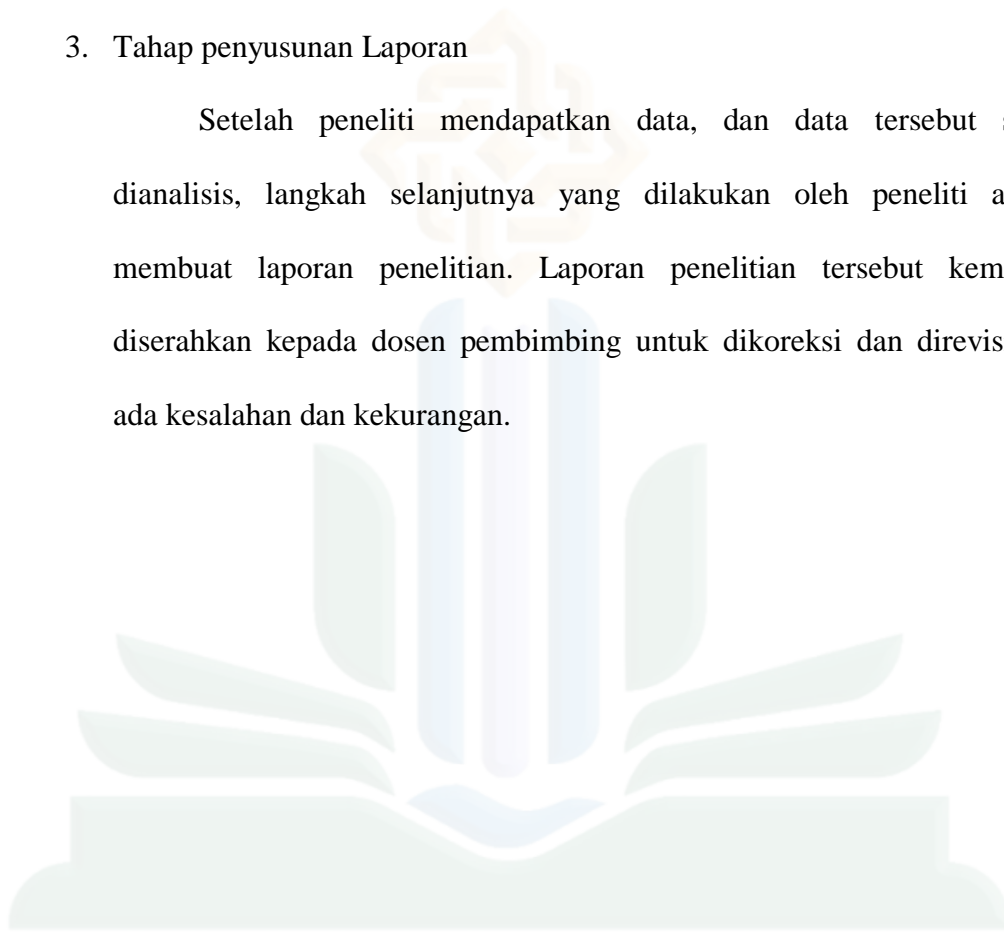 3. Tahap penyusunan Laporan
Setelah peneliti mendapatkan data, dan data tersebut
dianalisis, langkah selanjutnya yang dilakukan oleh peneliti
membuat laporan penelitian. Laporan penelitian tersebut
diserahkan kepada dosen pembimbing untuk dikoreksi dan
ada kesalahan dan kekurangan.